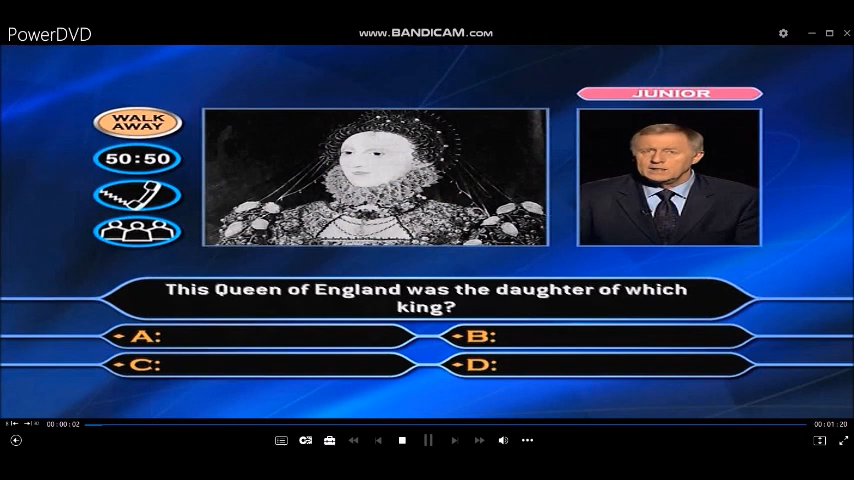 PowerDVD
www.BANDICAM.com
JUNIOR
WALK
AWAY
50:50
This Queen of England was the daughter of which
king?
A:
B:
C:
D:
00:00:02
00:01:20